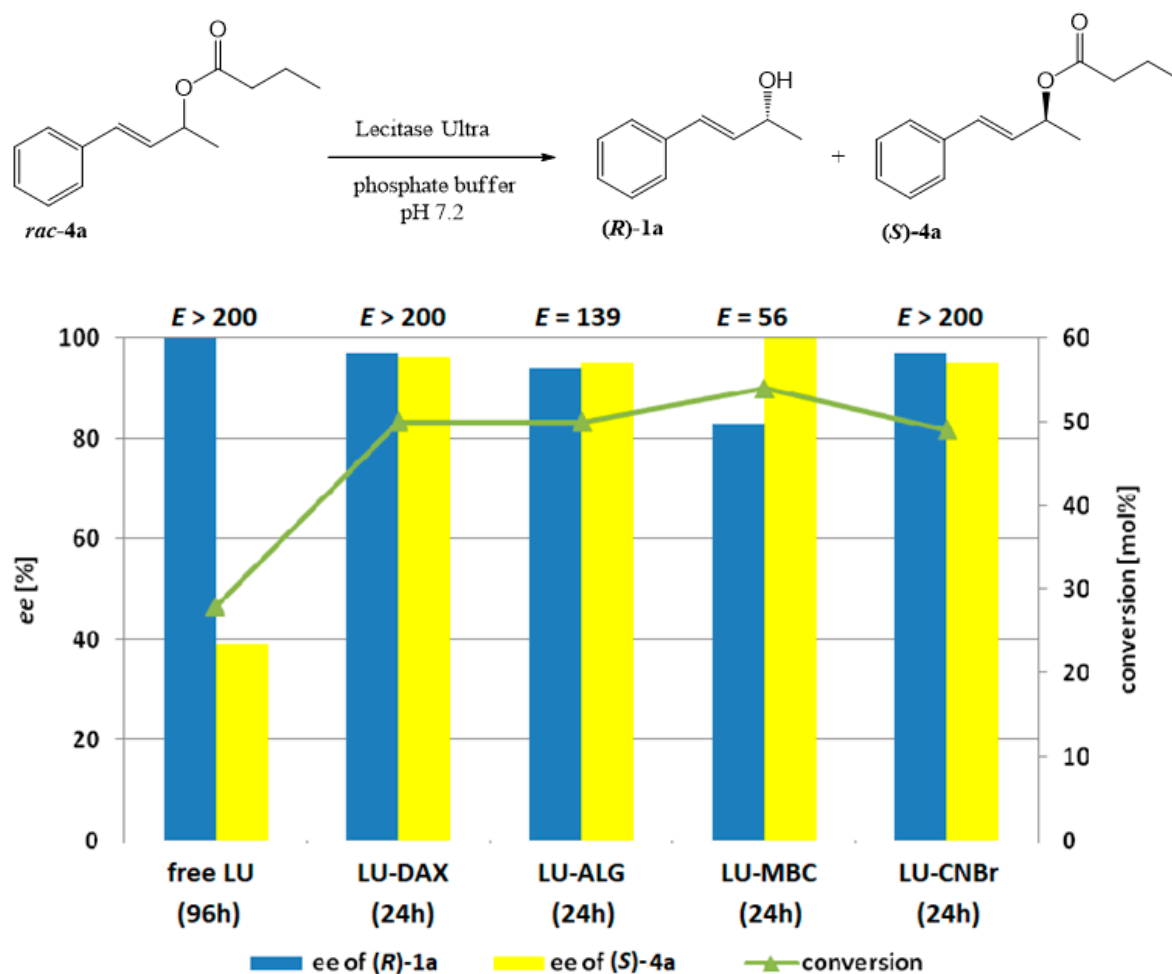 O
O
OH
O
O
Lecitase Ultra
phosphate buffer
pH 7.2
+
rac-4a
(R)-1a
(S)-4a
E > 200 E > 200 E = 139 E = 56 E > 200
100
80
60
40
20
0
ee [%]
60
50
40
30
20
10
0
conversion [mol%]
free LU LU-DAX LU-ALG LU-MBC LU-CNBr
(96h) (24h) (24h) (24h) (24h)
ee of (R)-1a ee of (S)-4a conversion